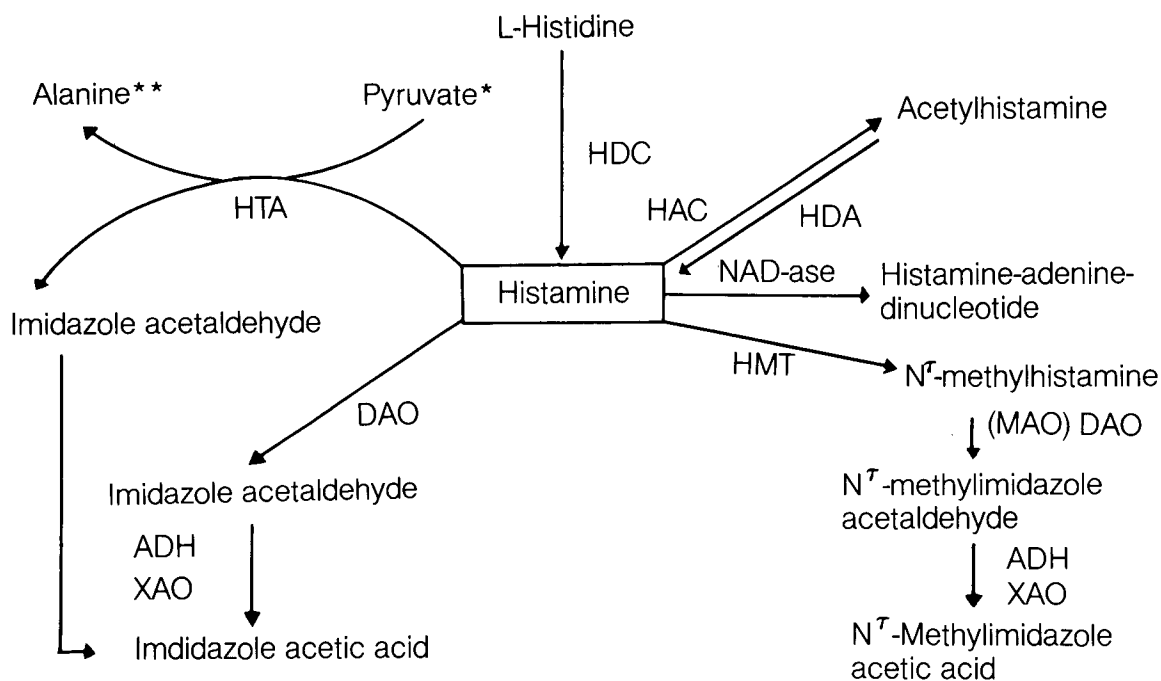 L-Histidine
Alanine**
Pyruvate*
Acetylhistamine
HDC
HAC
HDA
HTA
NAD-ase
Histamine
Histamine-adenine-
dinucleotide
Imidazole acetaldehyde
HMT
N𝜏-methylhistamine
DAO
(MAO) DAO
Imidazole acetaldehyde
N𝜏-methylimidazole
acetaldehyde
ADH
XAO
ADH
XAO
Imdidazole acetic acid
N𝜏-Methylimidazole
acetic acid